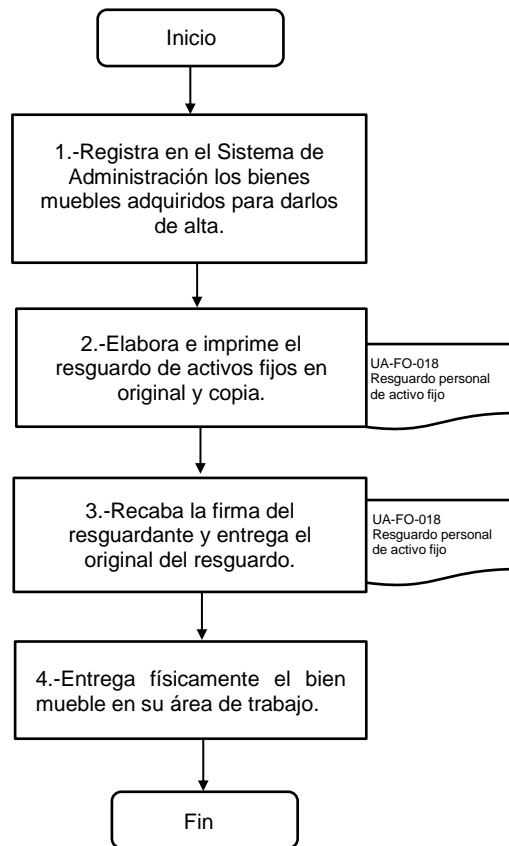 Inicio
1.-Registra en el Sistema de
Administración los bienes
muebles adquiridos para darlos
de alta.
2.-Elabora e imprime el
resguardo de activos fijos en
original y copia.
UA-FO-018
Resguardo personal
de activo fijo
3.-Recaba la firma del
resguardante y entrega el
original del resguardo.
UA-FO-018
Resguardo personal
de activo fijo
4.-Entrega físicamente el bien
mueble en su área de trabajo.
Fin